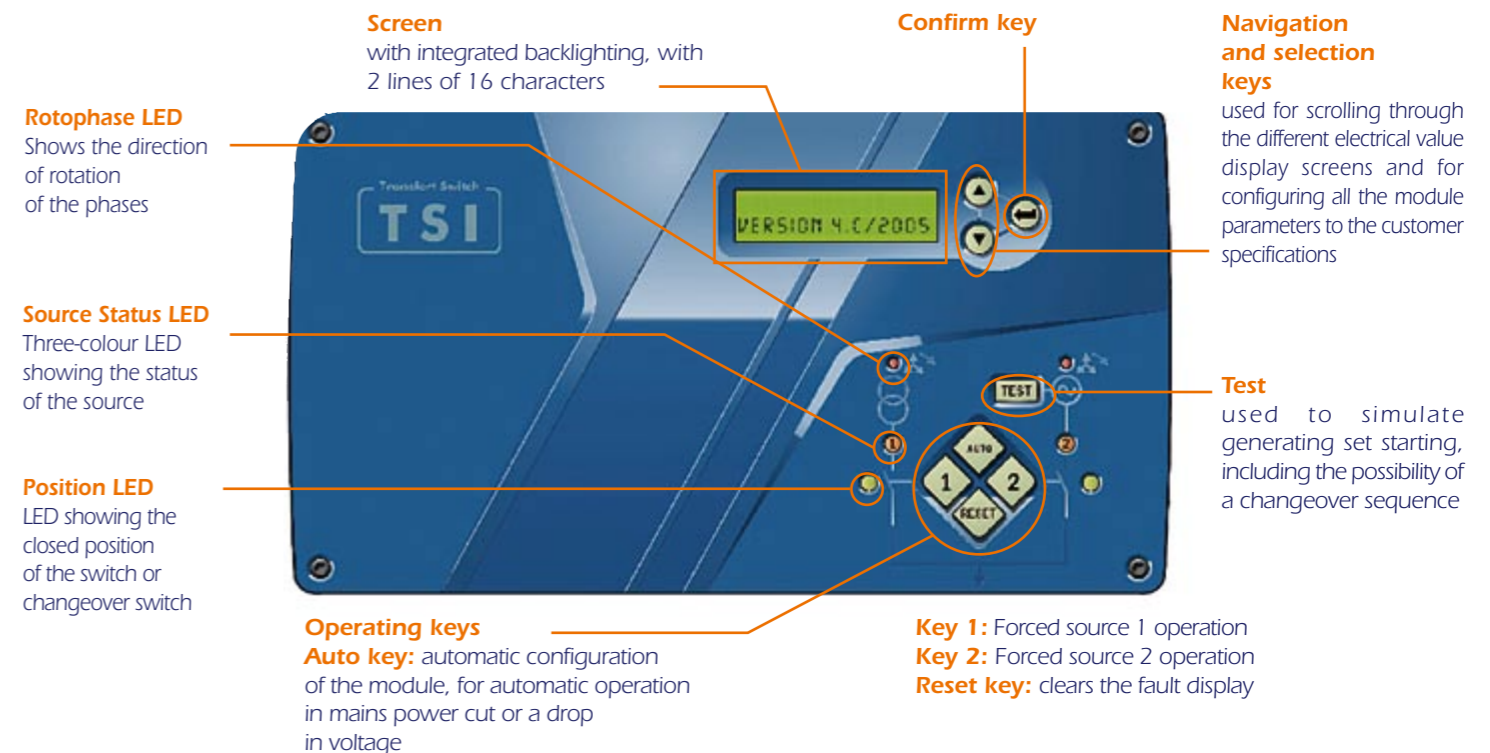 Screen
with integrated backlighting, with
2 lines of 16 characters
Confirm key
Navigation
and selection
keys
used for scrolling through
the different electrical value
display screens and for
configuring all the module
parameters to the customer
specifications
Rotophase LED
Shows the direction
of rotation
of the phases
Source Status LED
Three-colour LED
showing the status
of the source
Position LED
LED showing the
closed position
of the switch or
changeover switch
Transfert Switch
TSI
VERSION 4.C/2005
TEST
1
2
AUTO
1
2
RESET
Test
used to simulate
generating set starting,
including the possibility of
a changeover sequence
Operating keys
Auto key: automatic configuration
of the module, for automatic operation
in mains power cut or a drop
in voltage
Key 1: Forced source 1 operation
Key 2: Forced source 2 operation
Reset key: clears the fault display